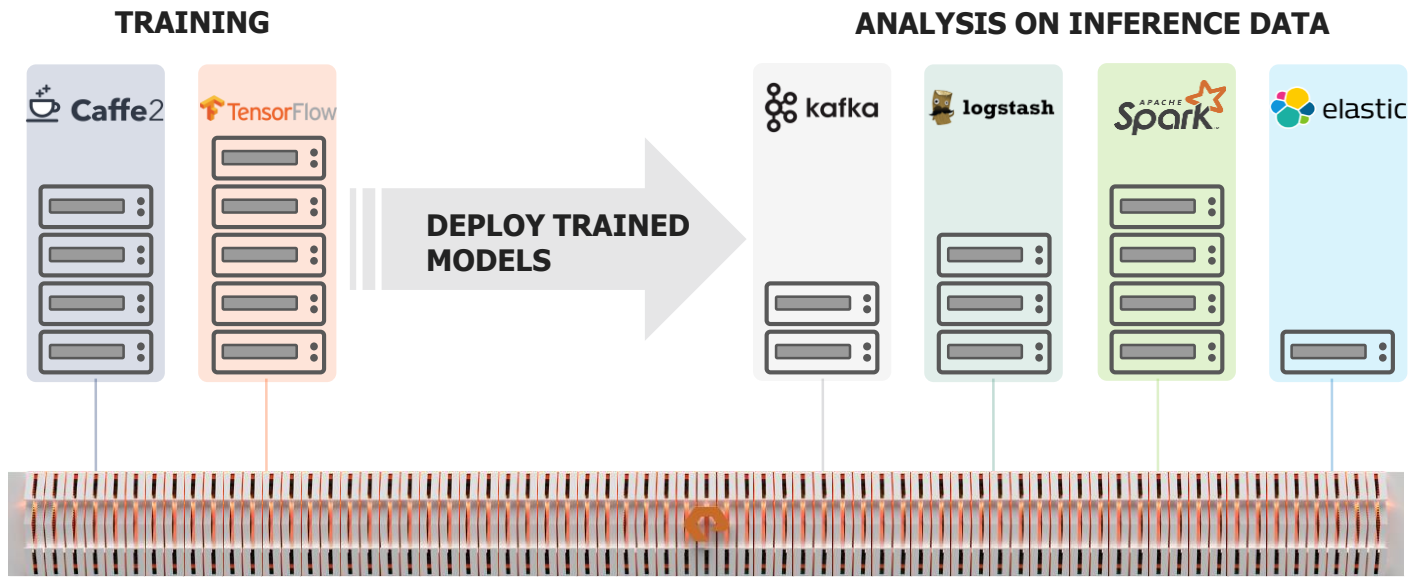 TRAINING
ANALYSIS ON INFERENCE DATA
Caffe2
TensorFlow
kafka
logstash
APACHE
Spark
elastic
DEPLOY TRAINED
MODELS